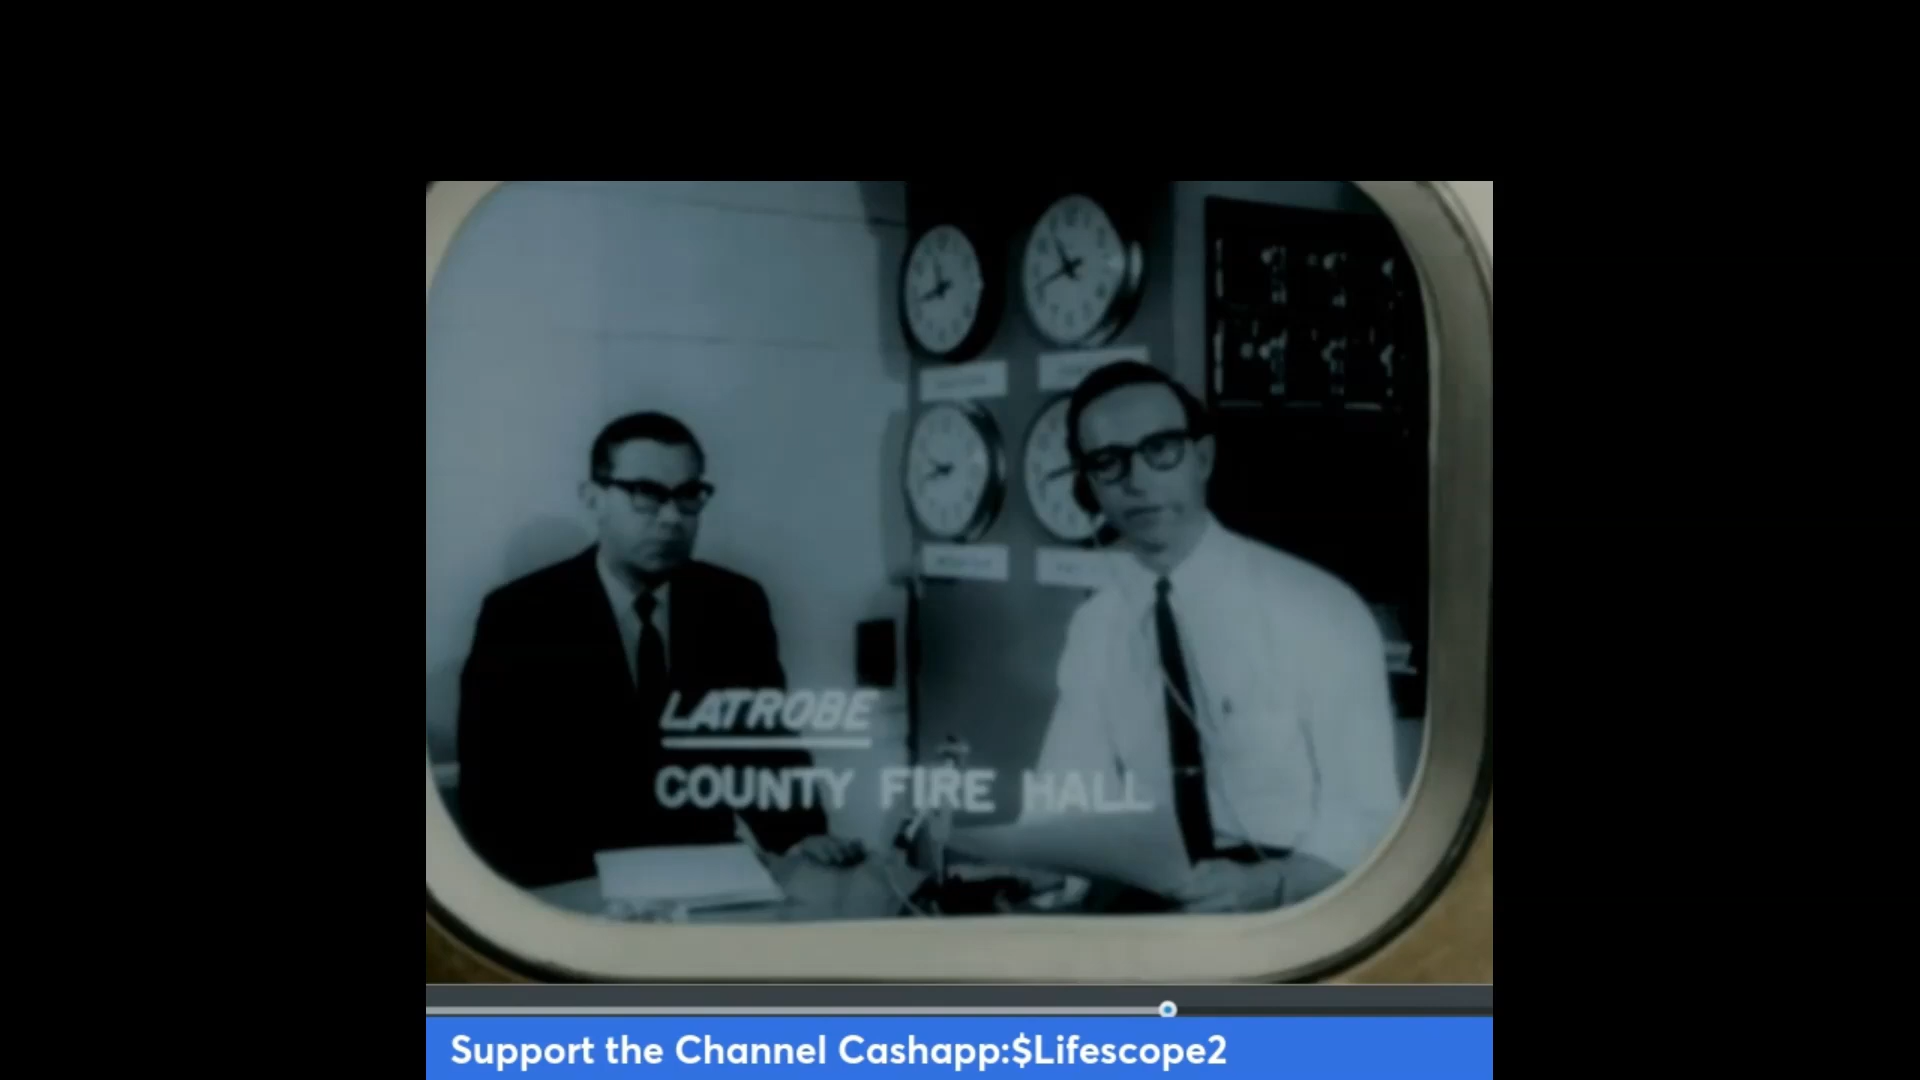 LATROBE
COUNTY FIRE HALL
Support the Channel Cashapp:$Lifescope2